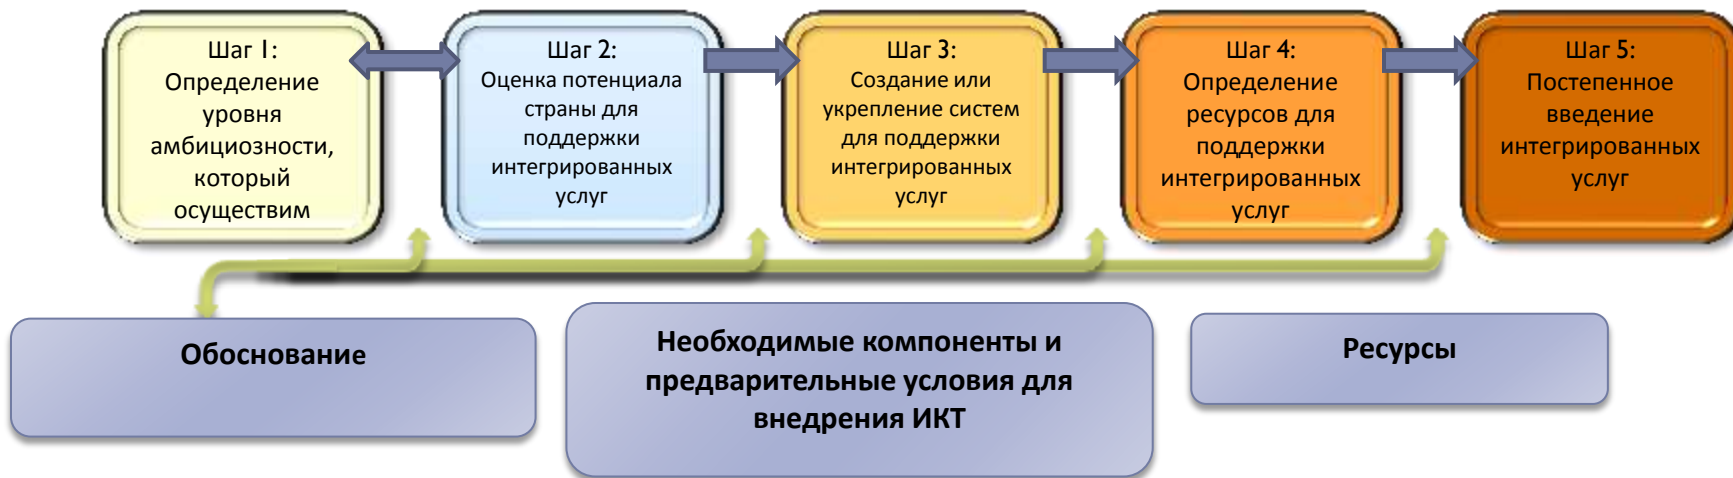 Шаг 1:
Определение
уровня
амбициозности,
который
осуществим
Шаг 2:
Оценка потенциала
страны для
поддержки
интегрированных
услуг
Шаг 3:
Создание или
укрепление систем
для поддержки
интегрированных
услуг
Шаг 4:
Определение
ресурсов для
поддержки
интегрированных
услуг
Шаг 5:
Постепенное
введение
интегрированных
услуг
Обоснование
Необходимые компоненты и
предварительные условия для
внедрения ИКТ
Ресурсы